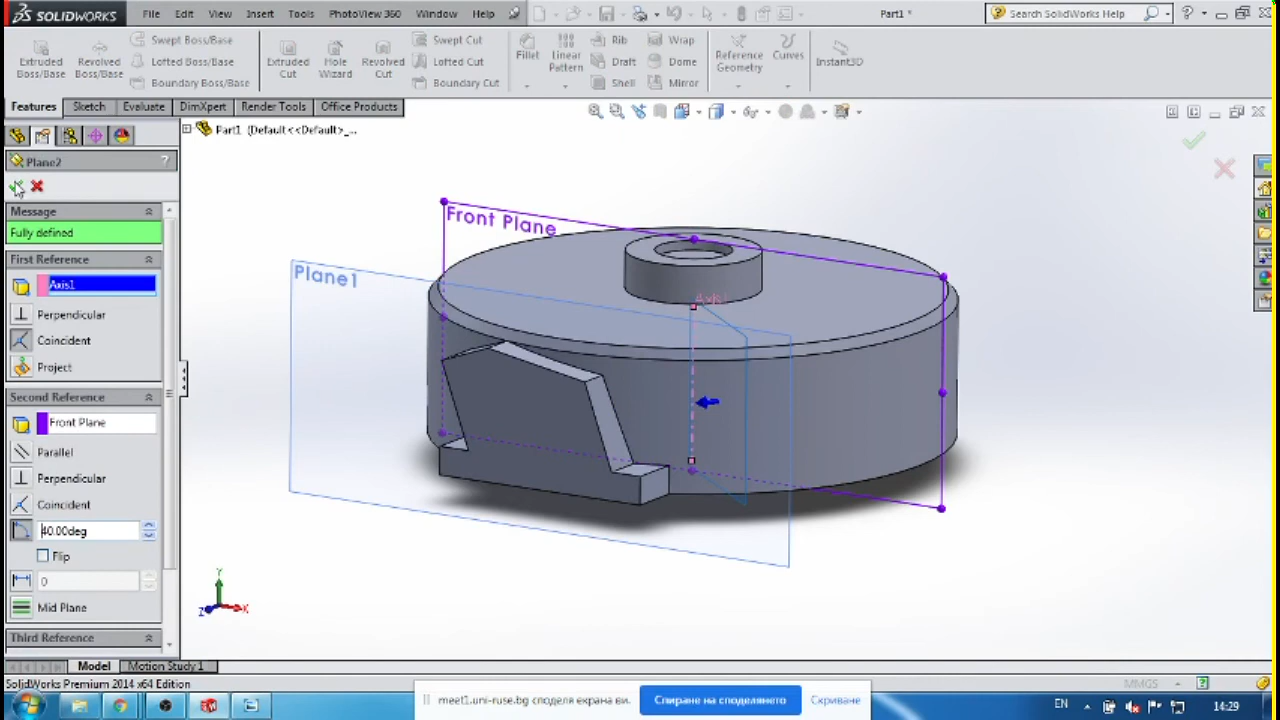 SOLIDWORKS File Edit View Insert Tools PhotoView 360 Window Help Part1 * Search SolidWorks Help
Extruded Boss/Base
Revolved Boss/Base
Swept Boss/Base
Lofted Boss/Base
Boundary Boss/Base
Extruded Cut
Hole Wizard
Revolved Cut
Swept Cut
Lofted Cut
Boundary Cut
Fillet
Linear Pattern
Rib
Draft
Shell
Wrap
Dome
Mirror
Reference Geometry
Curves
Instant3D
Features Sketch Evaluate DimXpert Render Tools Office Products
Part1 (Default<<Default>_...
Plane2 ?
Message
Fully defined
First Reference
Axis1
Perpendicular
Coincident
Project
Second Reference
Front Plane
Parallel
Perpendicular
Coincident
40.00deg
Flip
0
Mid Plane
Third Reference
Front Plane
Plane1
Axis1
Y
Z
X
Model Motion Study 1
SolidWorks Premium 2014 x64 Edition MMGS
meet1.uni-ruse.bg споделя екрана ви. Спиране на споделянето Скриване
EN 14:29